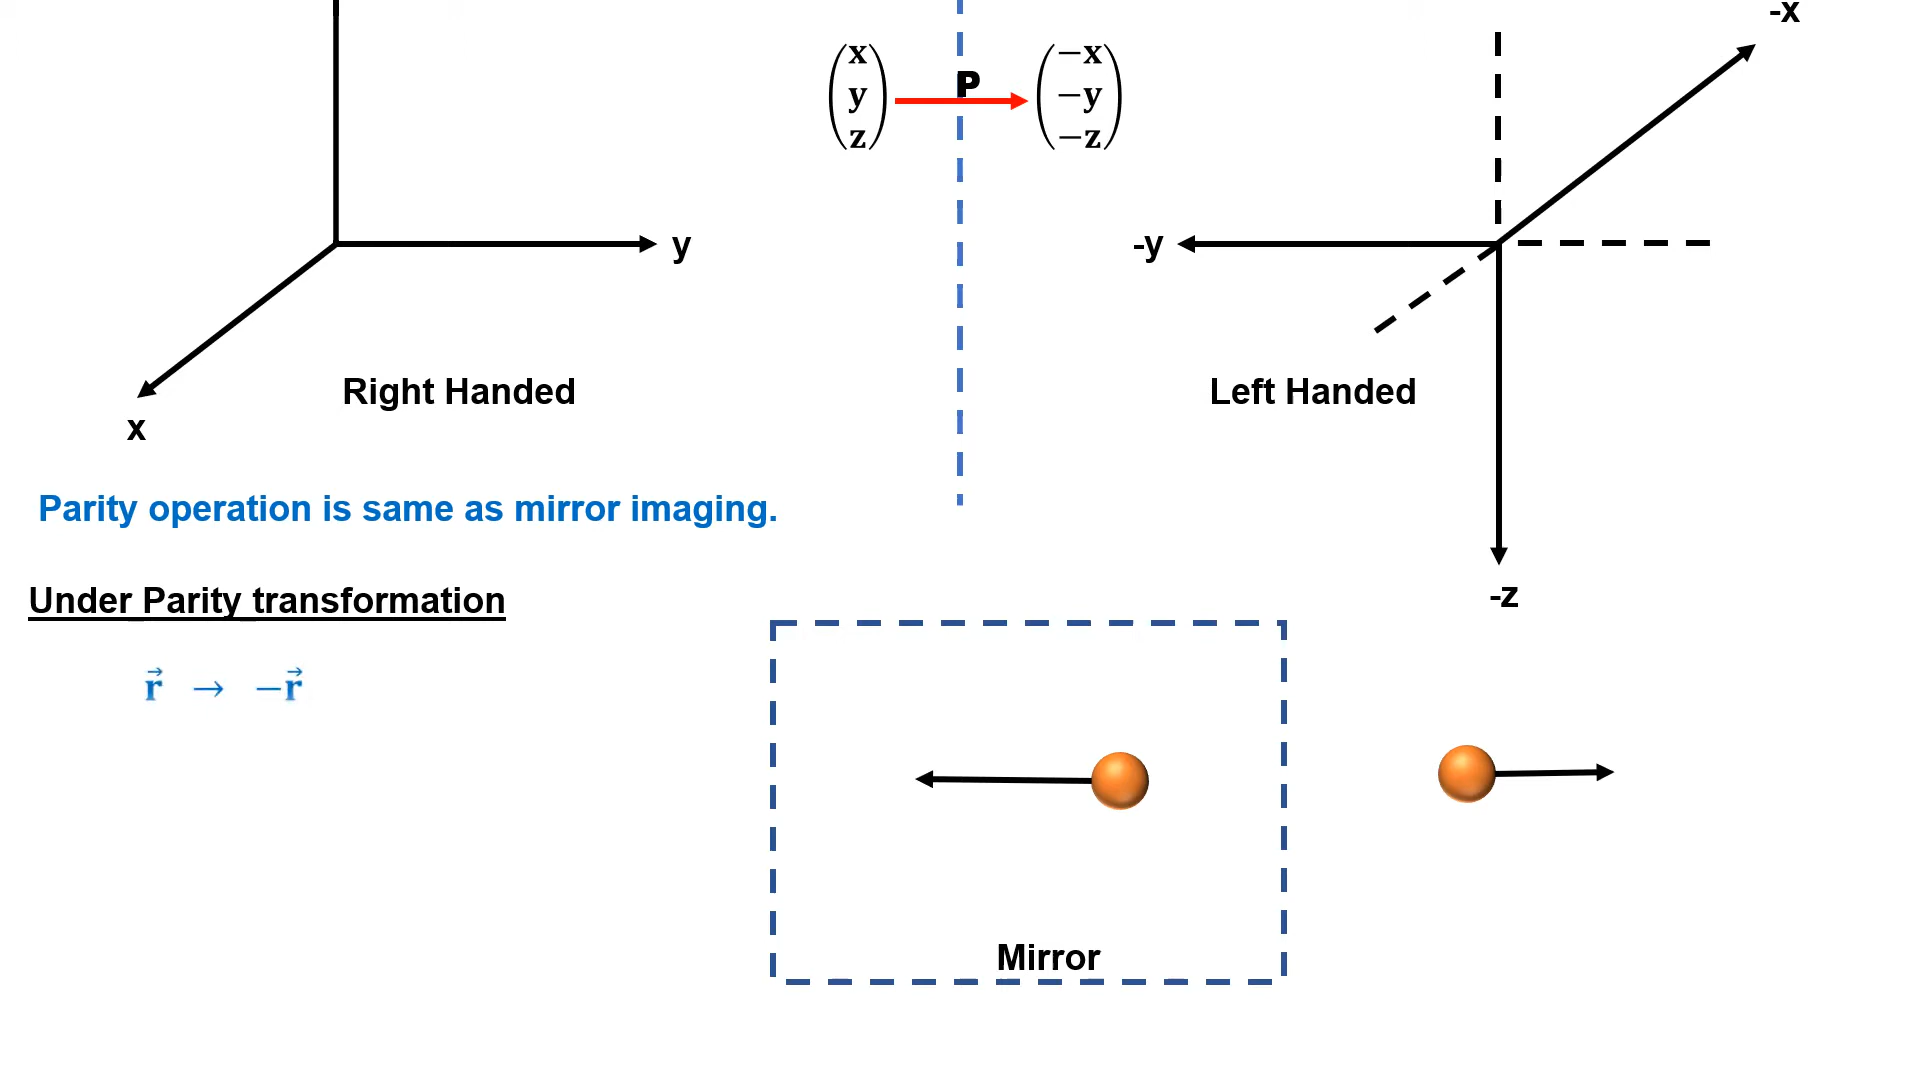 -x
(x y z) P (−x −y −z)
y
-y
x
Right Handed
Left Handed
Parity operation is same as mirror imaging.
-z
Under Parity transformation
r⃗ → −r⃗
Mirror